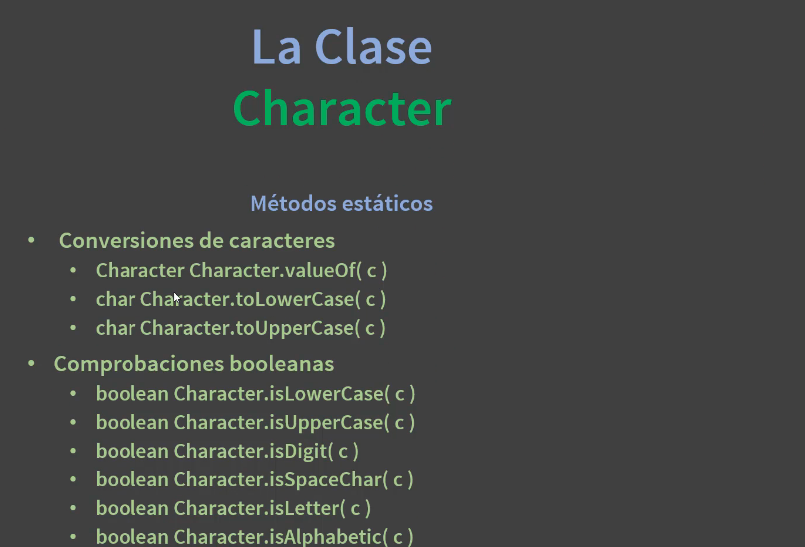 La Clase
Character
Métodos estáticos
• Conversiones de caracteres
• Character Character.valueOf( c )
• char Character.toLowerCase( c )
• char Character.toUpperCase( c )
• Comprobaciones booleanas
• boolean Character.isLowerCase( c )
• boolean Character.isUpperCase( c )
• boolean Character.isDigit( c )
• boolean Character.isSpaceChar( c )
• boolean Character.isLetter( c )
• boolean Character.isAlphabetic( c )